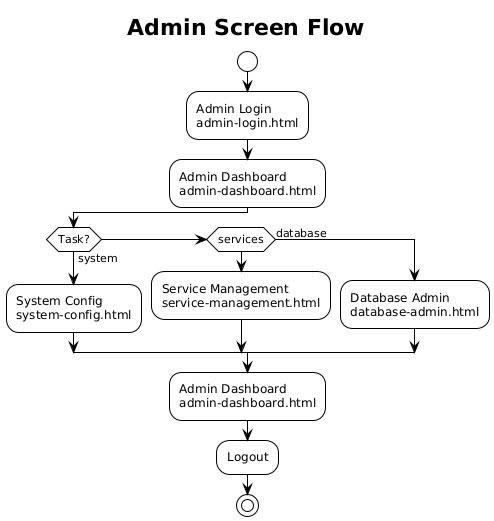 Admin Screen Flow
Admin Login
admin-login.html
Admin Dashboard
admin-dashboard.html
Task?
system
services
database
System Config
system-config.html
Service Management
service-management.html
Database Admin
database-admin.html
Admin Dashboard
admin-dashboard.html
Logout